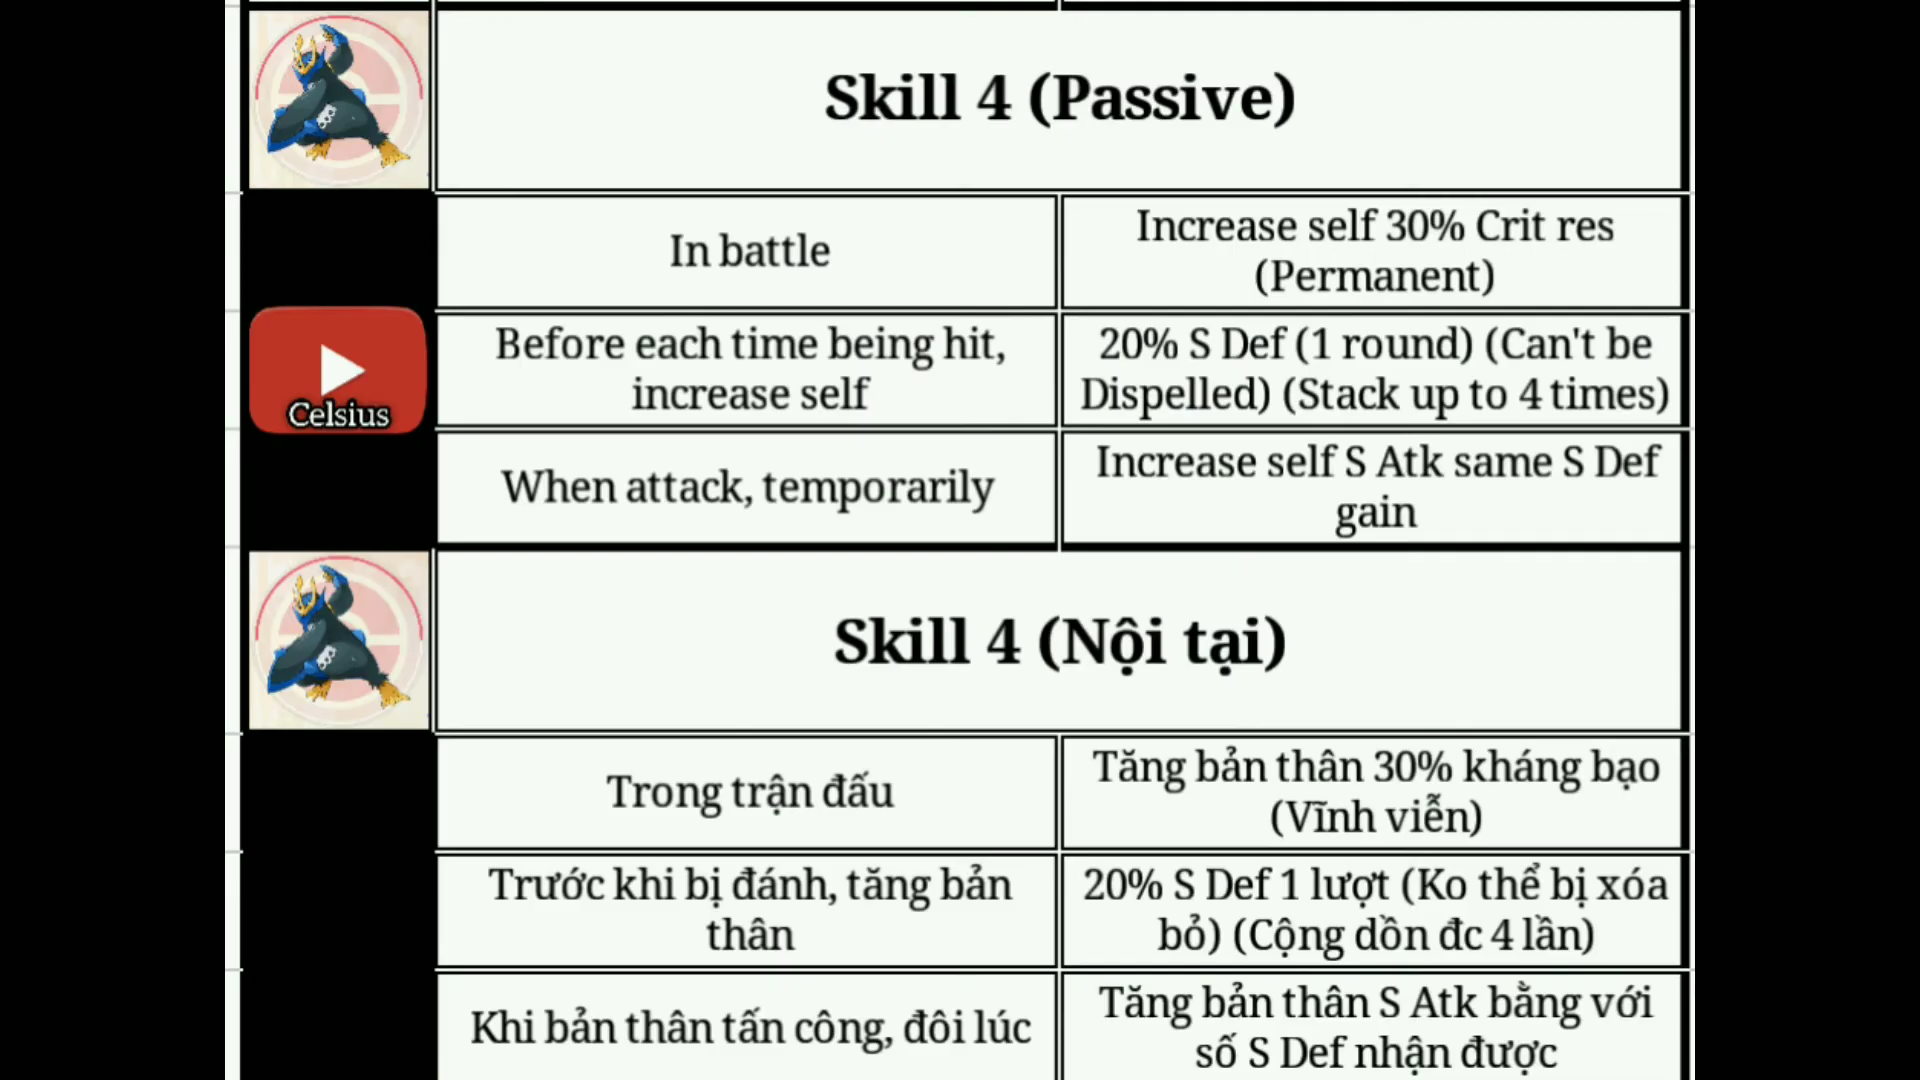 Skill 4 (Passive)
In battle
Increase self 30% Crit res
(Permanent)
Before each time being hit,
increase self
20% S Def (1 round) (Can't be
Dispelled) (Stack up to 4 times)
Celsius
When attack, temporarily
Increase self S Atk same S Def
gain
Skill 4 (Nội tại)
Trong trận đấu
Tăng bản thân 30% kháng bạo
(Vĩnh viễn)
Trước khi bị đánh, tăng bản
thân
20% S Def 1 lượt (Ko thể bị xóa
bỏ) (Cộng dồn đc 4 lần)
Khi bản thân tấn công, đôi lúc
Tăng bản thân S Atk bằng với
số S Def nhận được